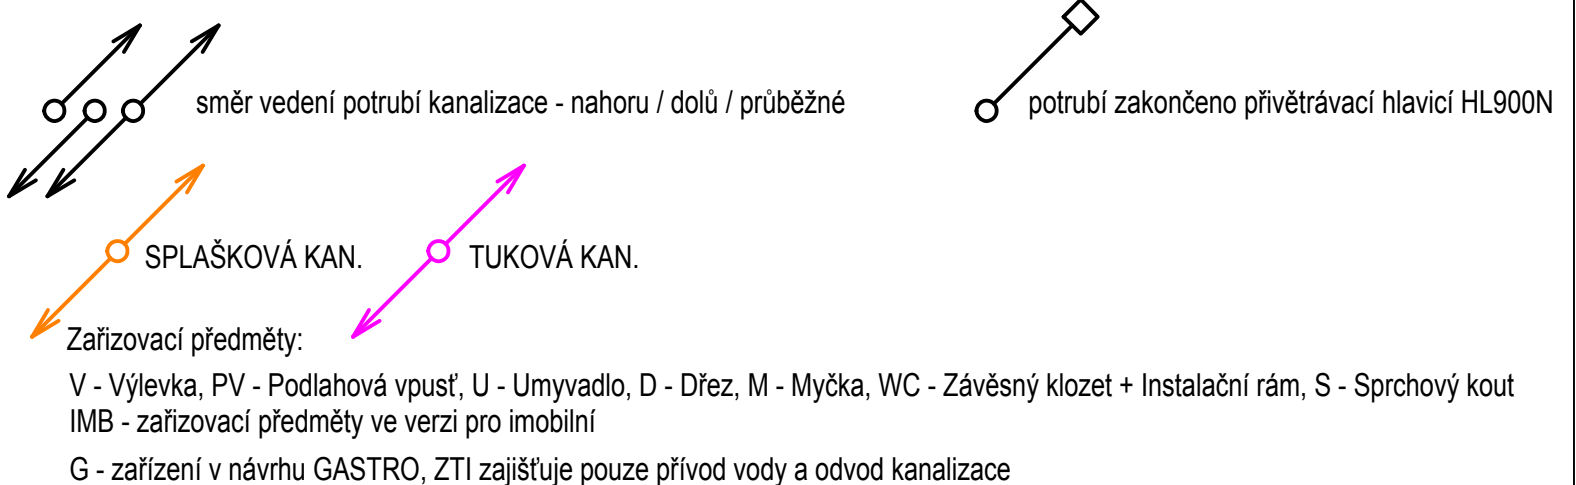 směr vedení potrubí kanalizace - nahoru / dolů / průběžné
potrubí zakončeno přivětrávací hlavicí HL900N
SPLAŠKOVÁ KAN.
TUKOVÁ KAN.
Zařizovací předměty:
V - Výlevka, PV - Podlahová vpusť, U - Umyvadlo, D - Dřez, M - Myčka, WC - Závěsný klozet + Instalační rám, S - Sprchový kout
IMB - zařizovací předměty ve verzi pro imobilní
G - zařízení v návrhu GASTRO, ZTI zajišťuje pouze přívod vody a odvod kanalizace